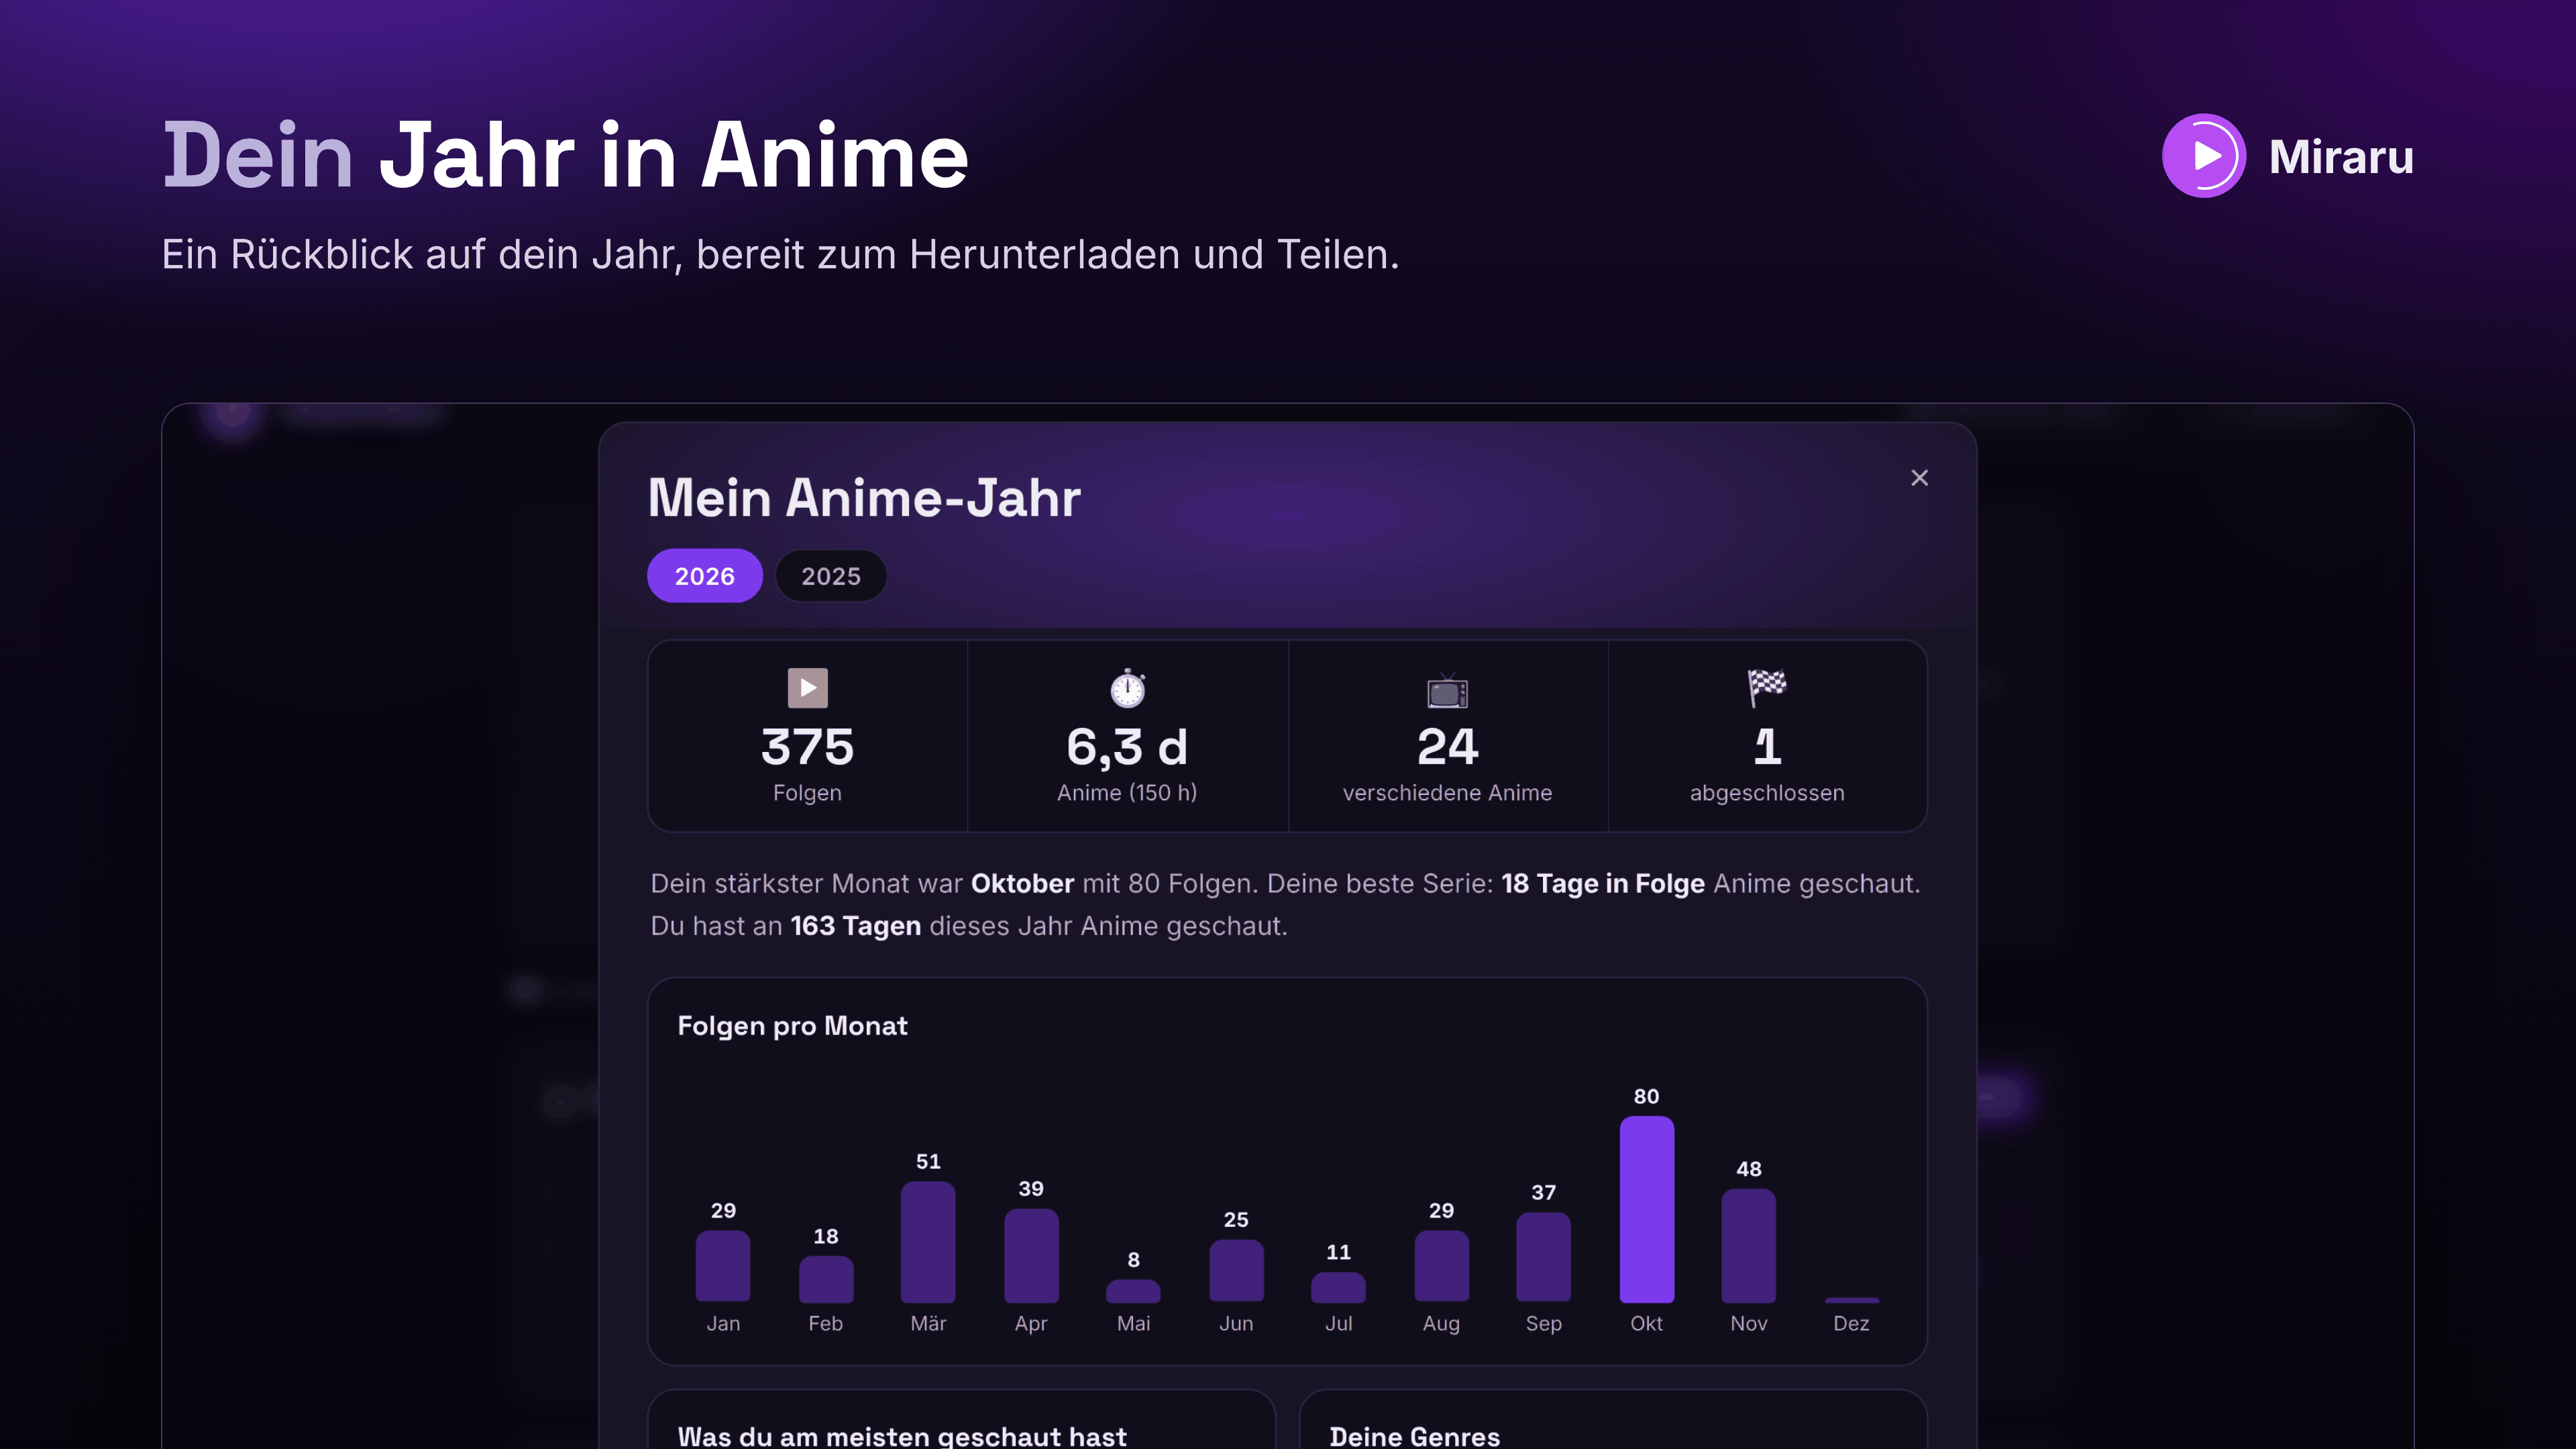 Dein Jahr in Anime
Miraru
Ein Rückblick auf dein Jahr, bereit zum Herunterladen und Teilen.
Mein Anime-Jahr
×
2026 2025
375 6,3 d 24 1
Folgen Anime (150 h) verschiedene Anime abgeschlossen
Dein stärkster Monat war Oktober mit 80 Folgen. Deine beste Serie: 18 Tage in Folge Anime geschaut.
Du hast an 163 Tagen dieses Jahr Anime geschaut.
Folgen pro Monat
29 18 51 39 8 25 11 29 37 80 48
Jan Feb Mär Apr Mai Jun Jul Aug Sep Okt Nov Dez
Was du am meisten geschaut hast Deine Genres